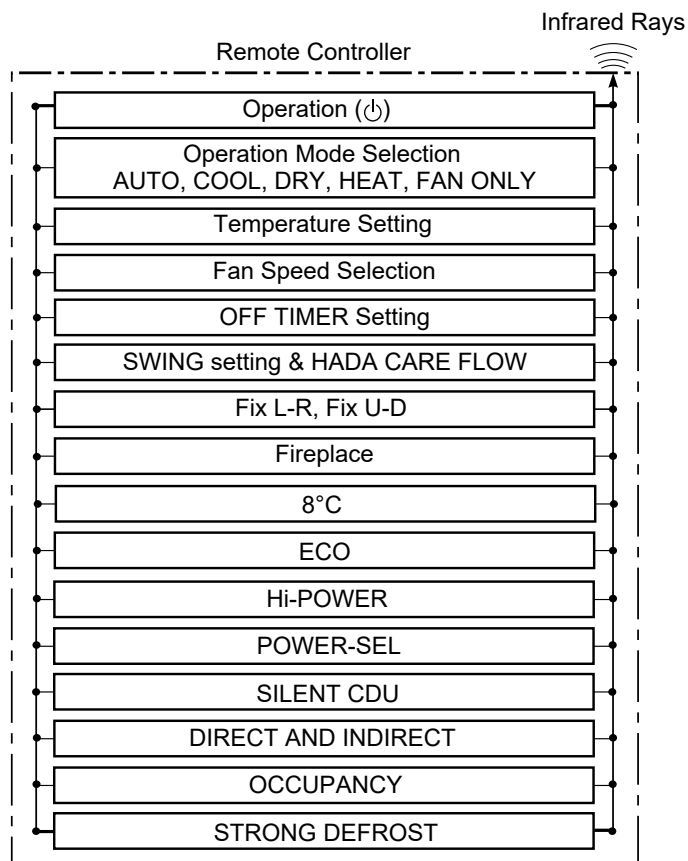 Infrared Rays
Remote Controller
Operation (⏻)
Operation Mode Selection
AUTO, COOL, DRY, HEAT, FAN ONLY
Temperature Setting
Fan Speed Selection
OFF TIMER Setting
SWING setting & HADA CARE FLOW
Fix L-R, Fix U-D
Fireplace
8°C
ECO
Hi-POWER
POWER-SEL
SILENT CDU
DIRECT AND INDIRECT
OCCUPANCY
STRONG DEFROST